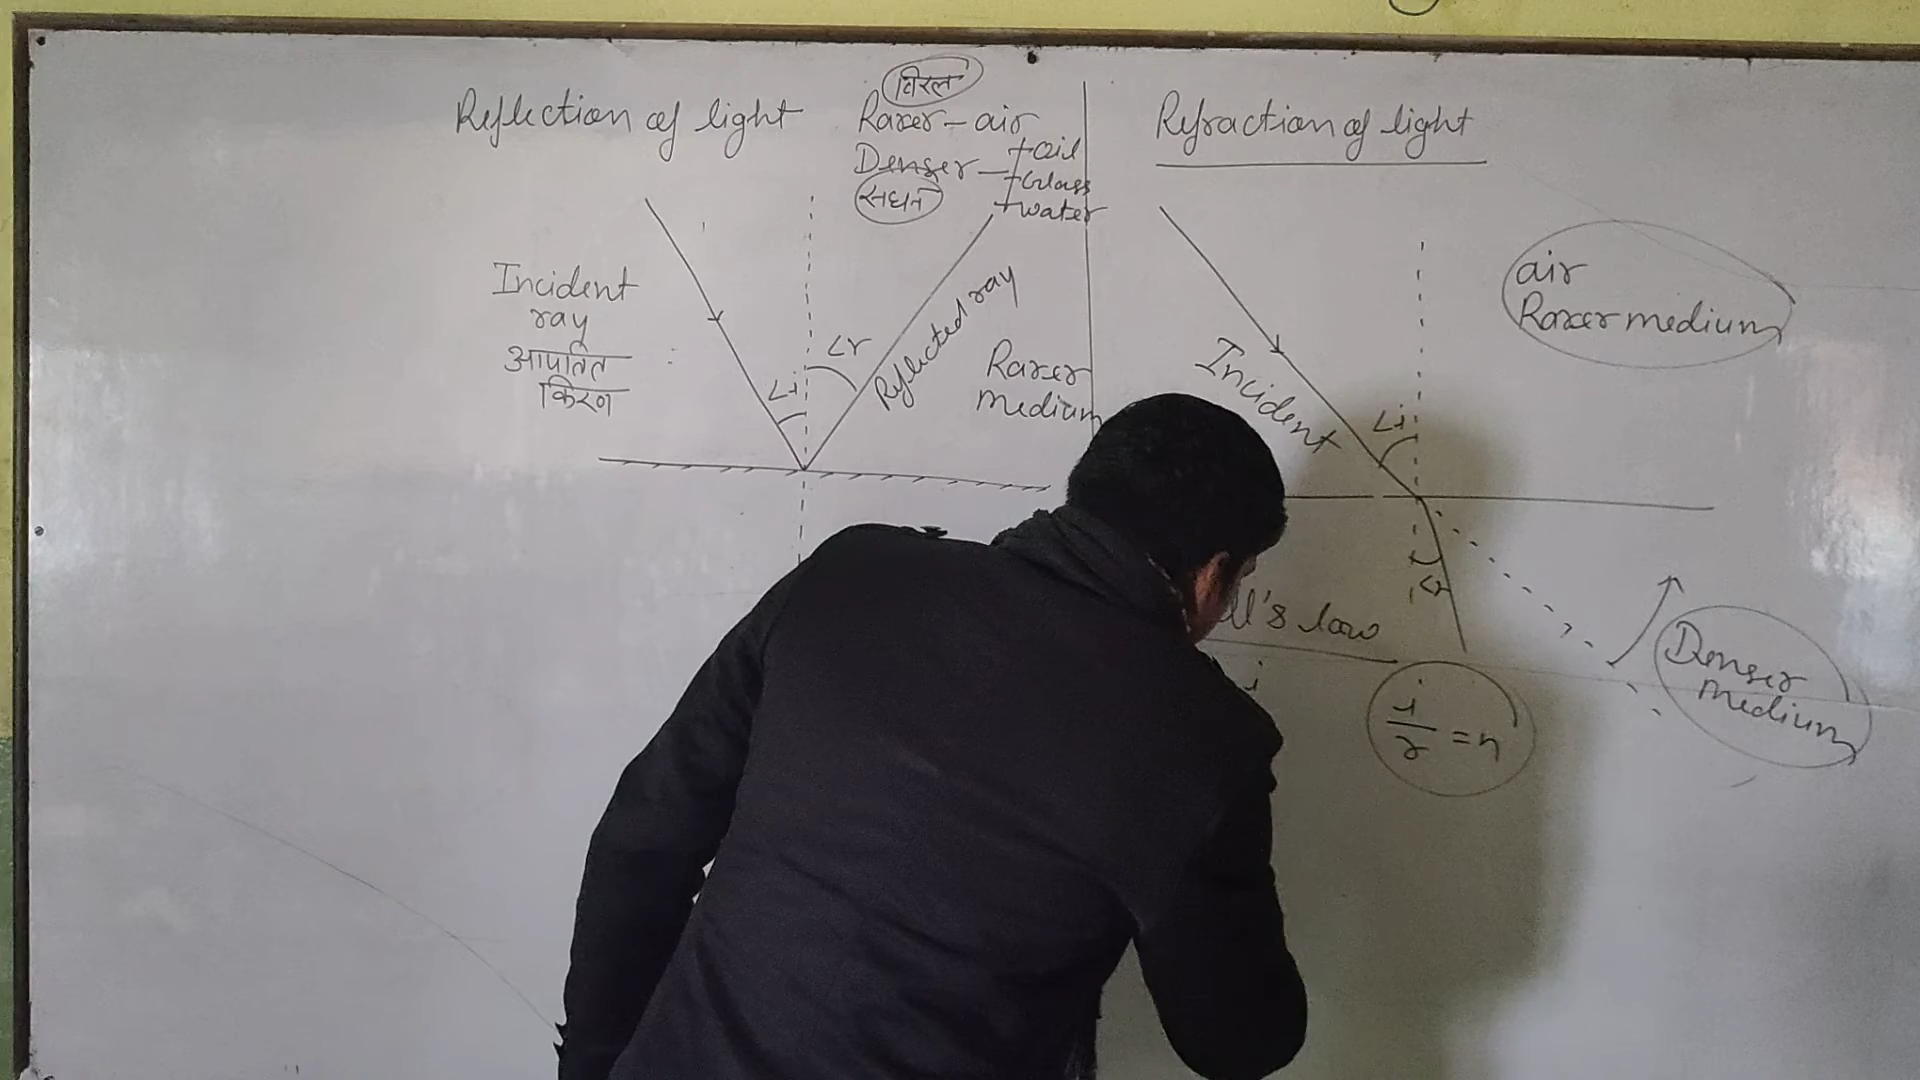 Reflection of light
विरल
Rarer - air
Denser - oil
Glass
water
सघन
Incident
ray
आपतित
किरण
<i
<r
Reflected ray
Rarer
medium
Refraction of light
air
Rarer medium
Incident
<i
<r
ll's law
i
i/r = n
Denser
medium